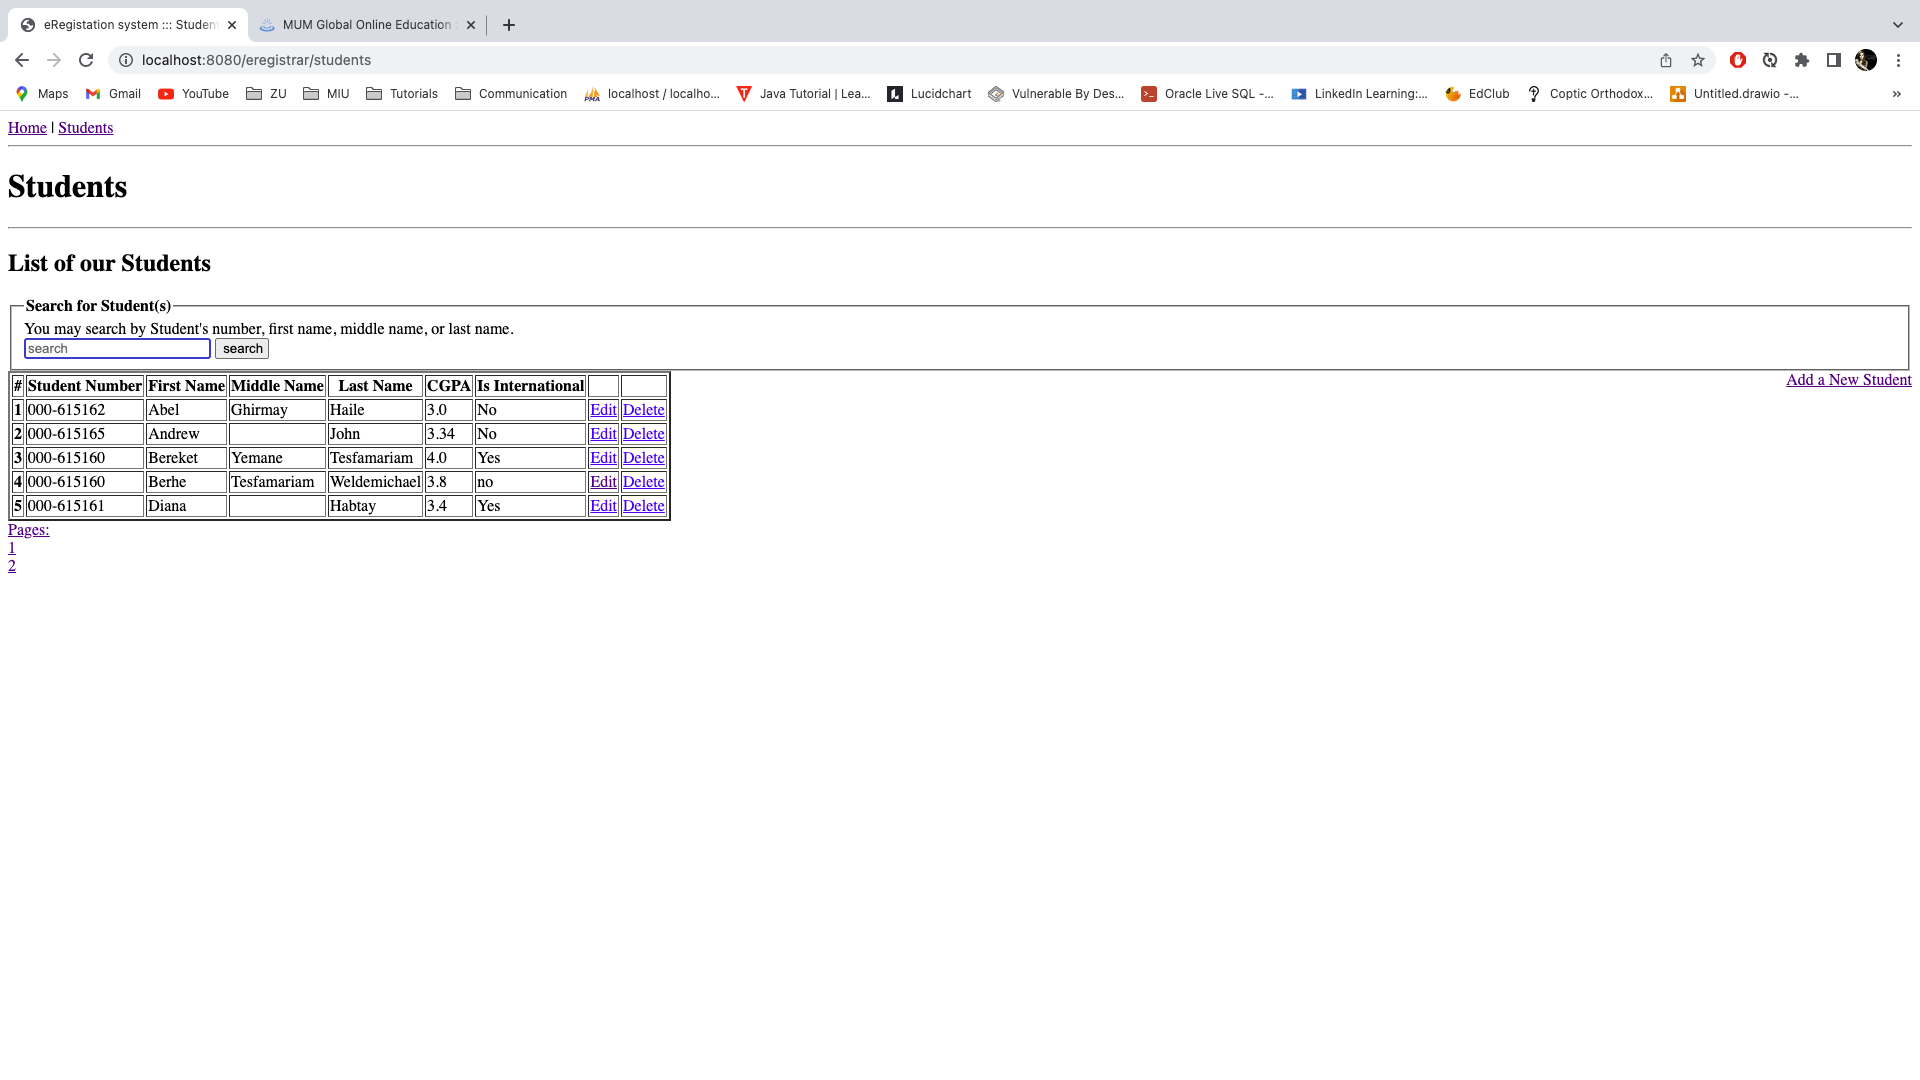 eRegistation system ::: Studen
MUM Global Online Education
localhost:8080/eregistrar/students
Maps Gmail YouTube ZU MIU Tutorials Communication localhost / localho... Java Tutorial | Lea... Lucidchart Vulnerable By Des... Oracle Live SQL -... LinkedIn Learning:... EdClub Coptic Orthodox... Untitled.drawio -... »
Home | Students
Students
List of our Students
Search for Student(s)
You may search by Student's number, first name, middle name, or last name.
search search
# Student Number First Name Middle Name Last Name CGPA Is International
Add a New Student
1 000-615162 Abel Ghirmay Haile 3.0 No Edit Delete
2 000-615165 Andrew John 3.34 No Edit Delete
3 000-615160 Bereket Yemane Tesfamariam 4.0 Yes Edit Delete
4 000-615160 Berhe Tesfamariam Weldemichael 3.8 no Edit Delete
5 000-615161 Diana Habtay 3.4 Yes Edit Delete
Pages:
1
2